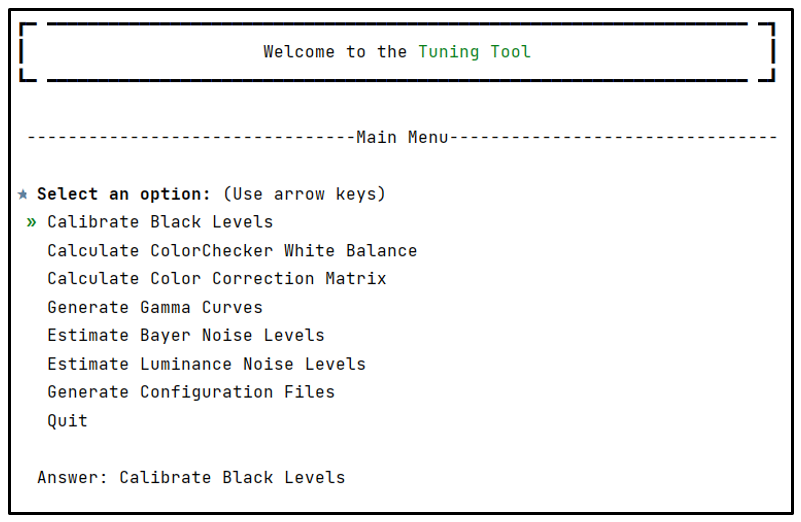 Welcome to the Tuning Tool
--------------------------------Main Menu--------------------------------
Select an option: (Use arrow keys)
» Calibrate Black Levels
Calculate ColorChecker White Balance
Calculate Color Correction Matrix
Generate Gamma Curves
Estimate Bayer Noise Levels
Estimate Luminance Noise Levels
Generate Configuration Files
Quit
Answer: Calibrate Black Levels